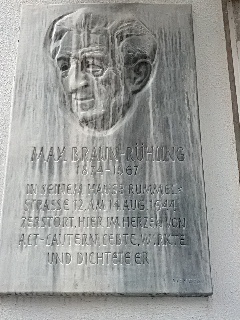 MAX BRAUN-RÜHLING
1874-1967
IN SEINEM HAUSE RUMMEL-
STRASSE 12, AM 14. AUG. 1944
ZERSTÖRT, HIER IM HERZEN VON
ALT-LAUTERN LEBTE, WIRKTE
UND DICHTETE ER